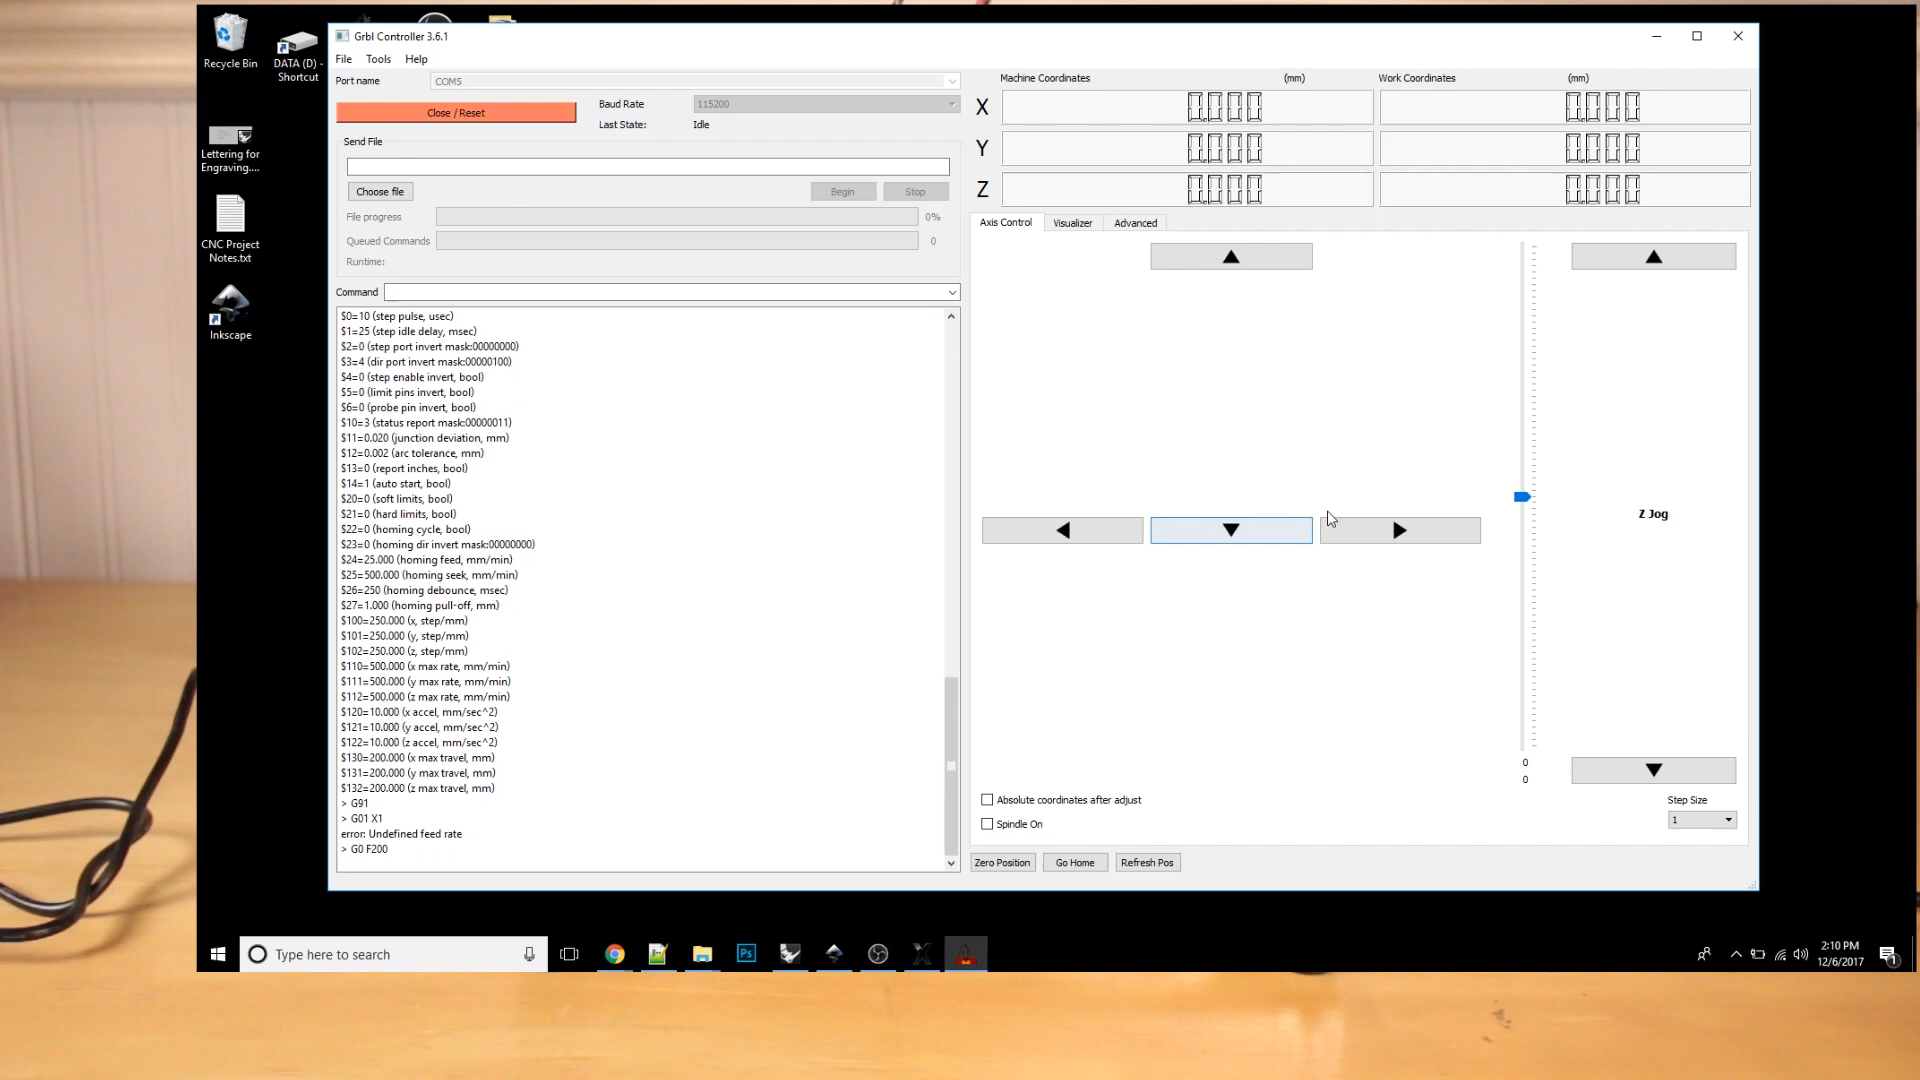 Recycle Bin
DATA (D) - Shortcut
Lettering for Engraving....
CNC Project Notes.txt
Inkscape
Grbl Controller 3.6.1
File Tools Help
Port name COM5
Close / Reset
Baud Rate 115200
Last State: Idle
Send File
Choose file Begin Stop
File progress 0%
Queued Commands 0
Runtime:
Command
$0=10 (step pulse, usec)
$1=25 (step idle delay, msec)
$2=0 (step port invert mask:00000000)
$3=4 (dir port invert mask:00000100)
$4=0 (step enable invert, bool)
$5=0 (limit pins invert, bool)
$6=0 (probe pin invert, bool)
$10=3 (status report mask:00000011)
$11=0.020 (junction deviation, mm)
$12=0.002 (arc tolerance, mm)
$13=0 (report inches, bool)
$14=1 (auto start, bool)
$20=0 (soft limits, bool)
$21=0 (hard limits, bool)
$22=0 (homing cycle, bool)
$23=0 (homing dir invert mask:00000000)
$24=25.000 (homing feed, mm/min)
$25=500.000 (homing seek, mm/min)
$26=250 (homing debounce, msec)
$27=1.000 (homing pull-off, mm)
$100=250.000 (x, step/mm)
$101=250.000 (y, step/mm)
$102=250.000 (z, step/mm)
$110=500.000 (x max rate, mm/min)
$111=500.000 (y max rate, mm/min)
$112=500.000 (z max rate, mm/min)
$120=10.000 (x accel, mm/sec^2)
$121=10.000 (y accel, mm/sec^2)
$122=10.000 (z accel, mm/sec^2)
$130=200.000 (x max travel, mm)
$131=200.000 (y max travel, mm)
$132=200.000 (z max travel, mm)
> G91
> G01 X1
error: Undefined feed rate
> G0 F200
Machine Coordinates (mm) Work Coordinates (mm)
X 0.000 0.000
Y 0.000 0.000
Z 0.000 0.000
Axis Control Visualizer Advanced
Z Jog
0
0
Absolute coordinates after adjust
Spindle On
Step Size
1
Zero Position Go Home Refresh Pos
Type here to search
Ps
2:10 PM
12/6/2017
1